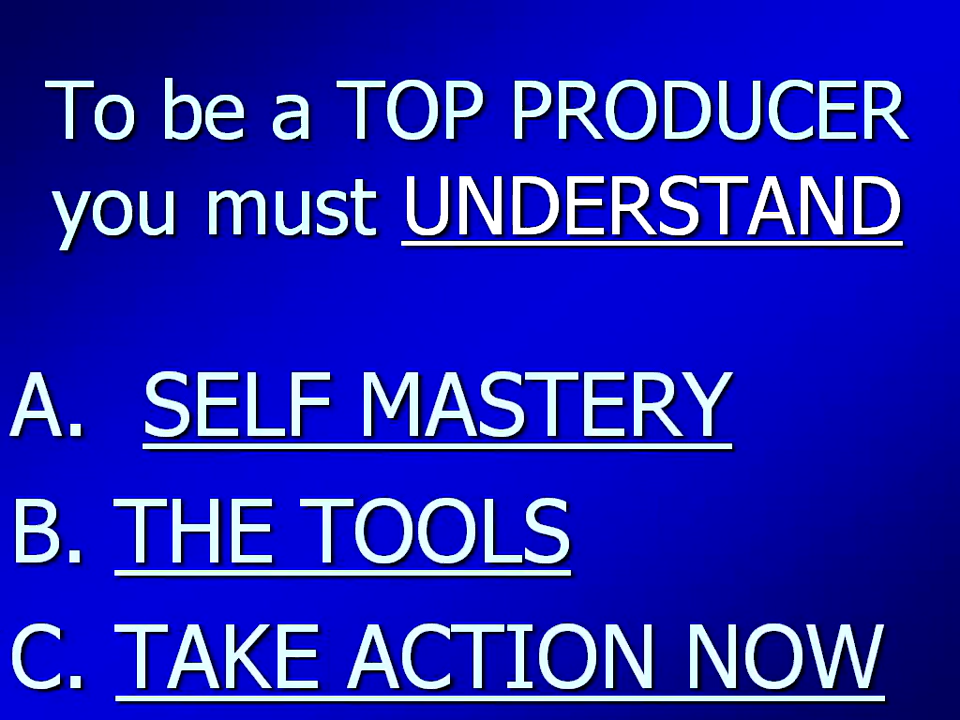 To be a TOP PRODUCER
you must UNDERSTAND
A. SELF MASTERY
B. THE TOOLS
C. TAKE ACTION NOW